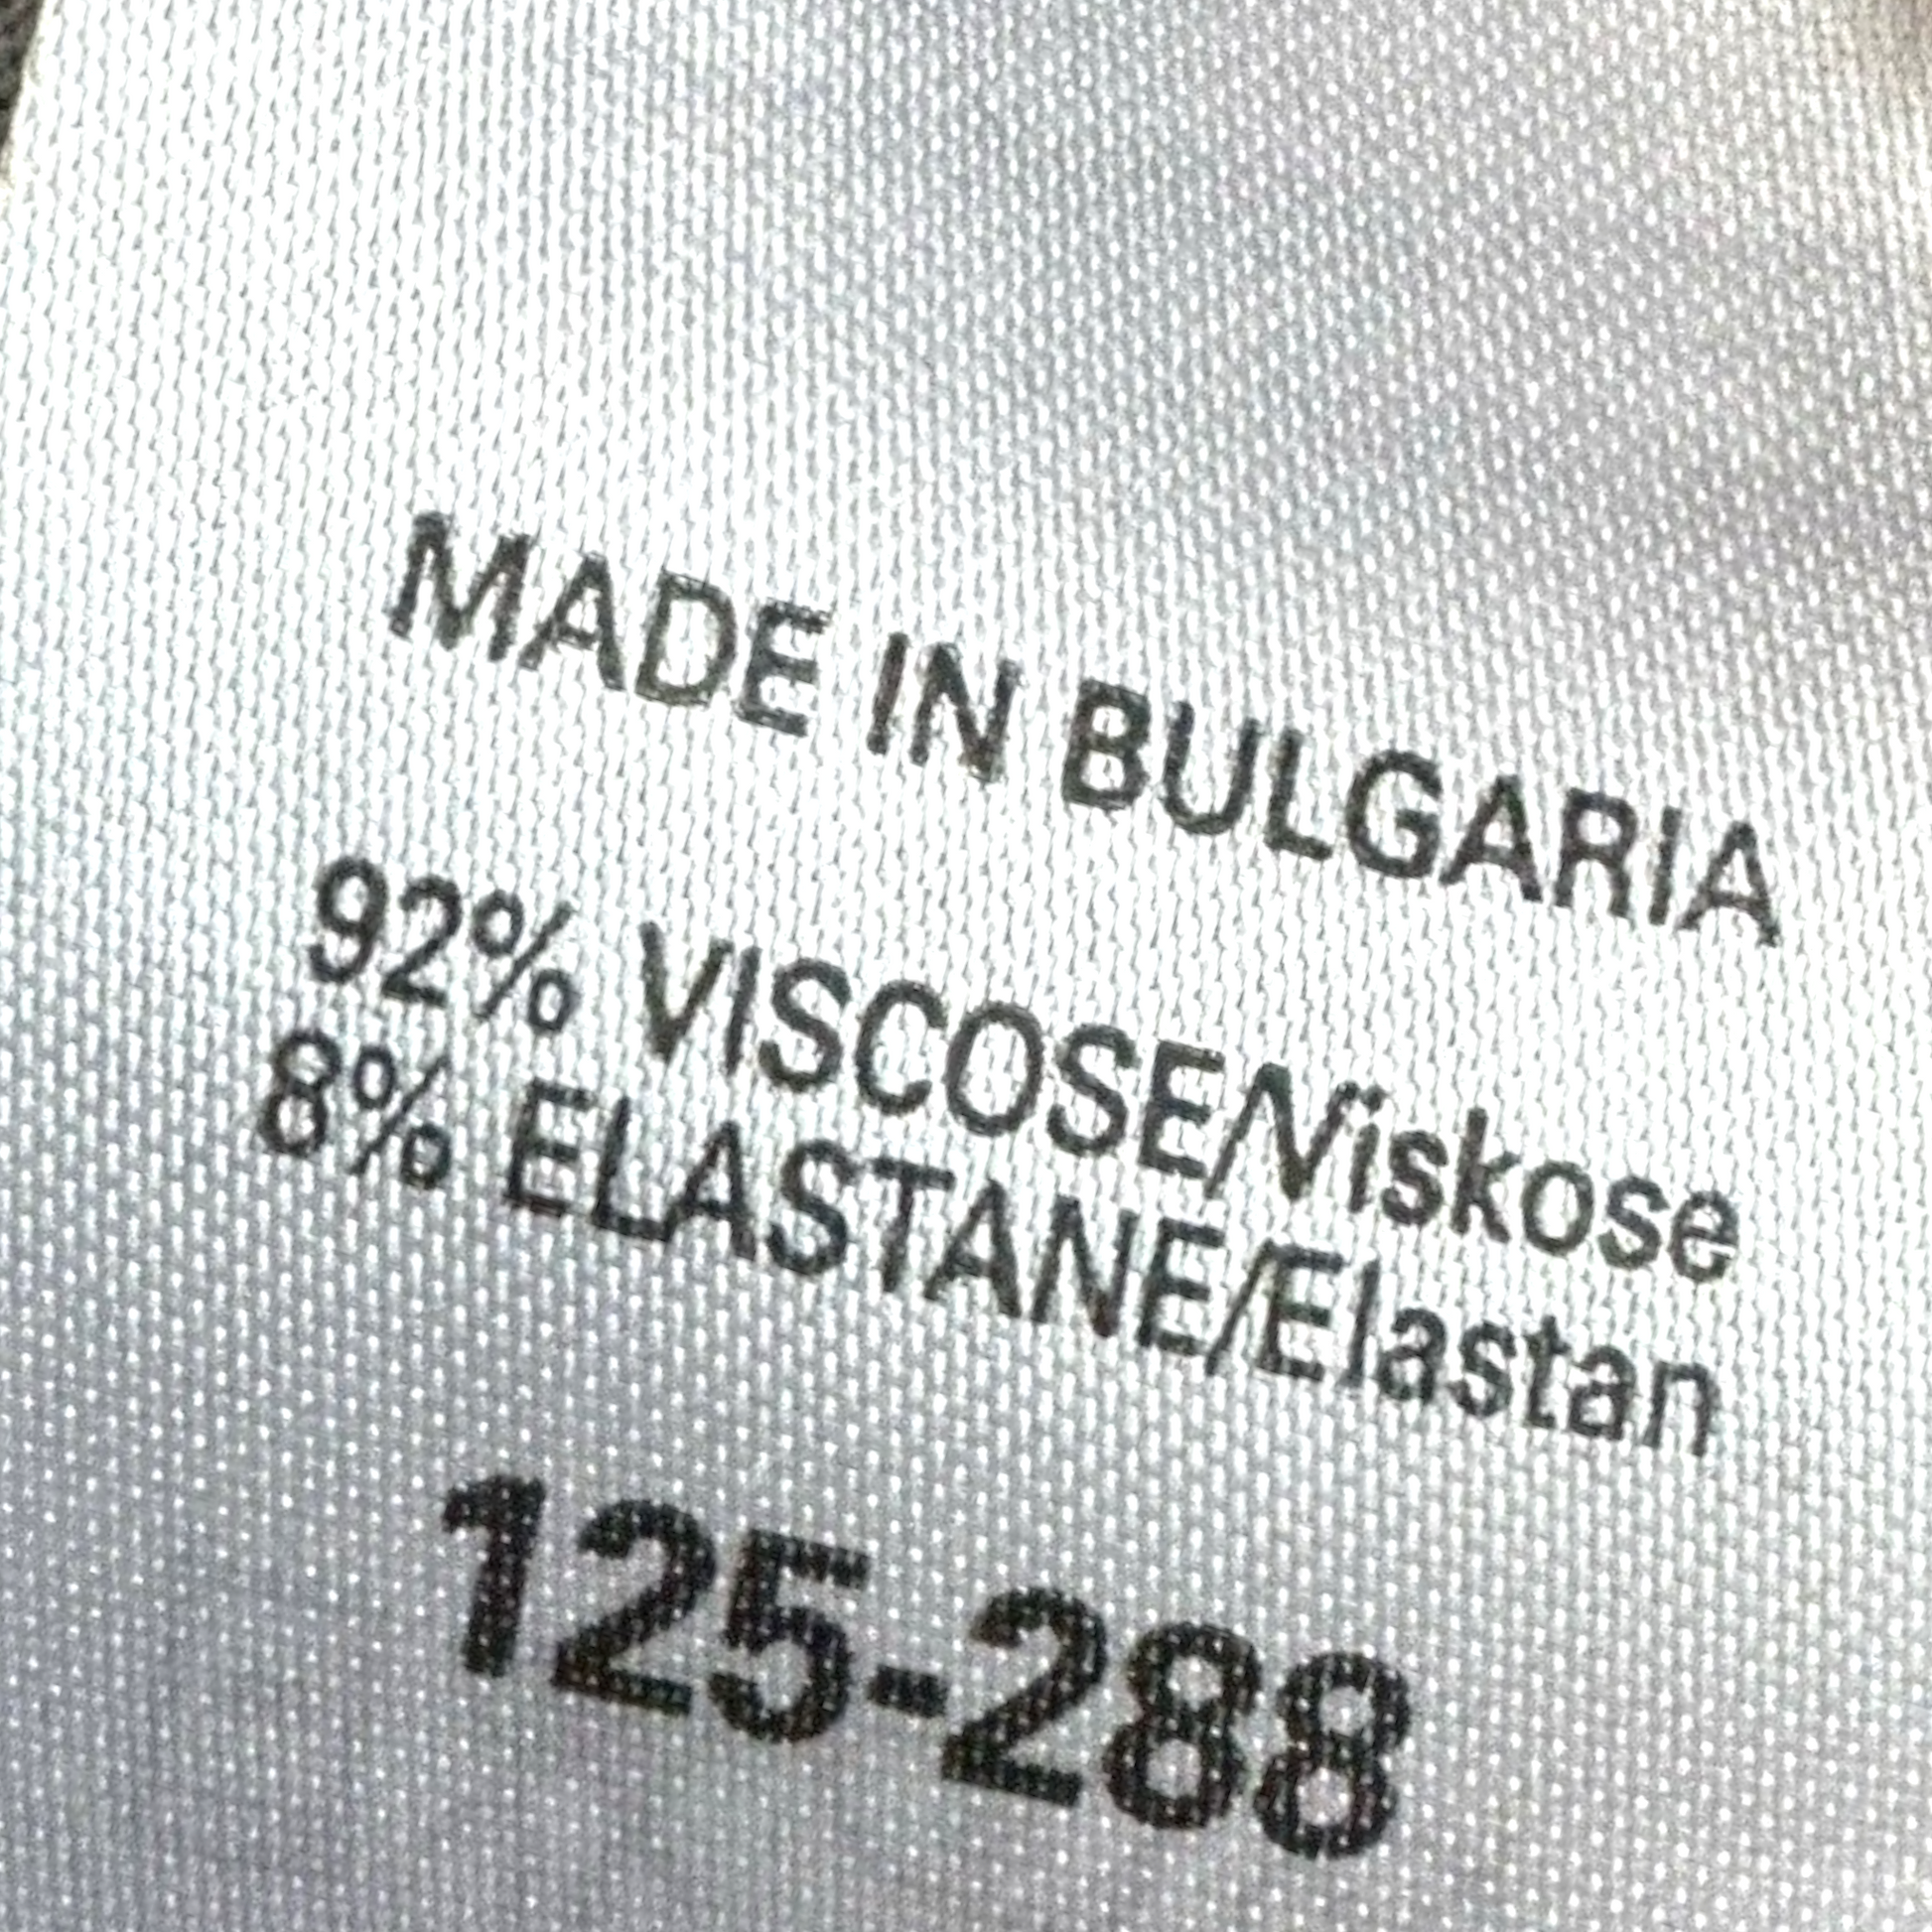 MADE IN BULGARIA
92% VISCOSE/Viskose
8% ELASTANE/Elastan
125-288